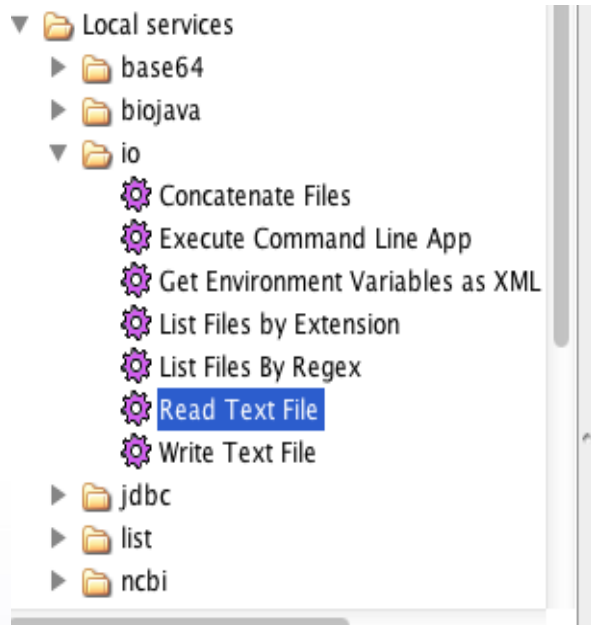 Local services
base64
biojava
io
Concatenate Files
Execute Command Line App
Get Environment Variables as XML
List Files by Extension
List Files By Regex
Read Text File
Write Text File
jdbc
list
ncbi